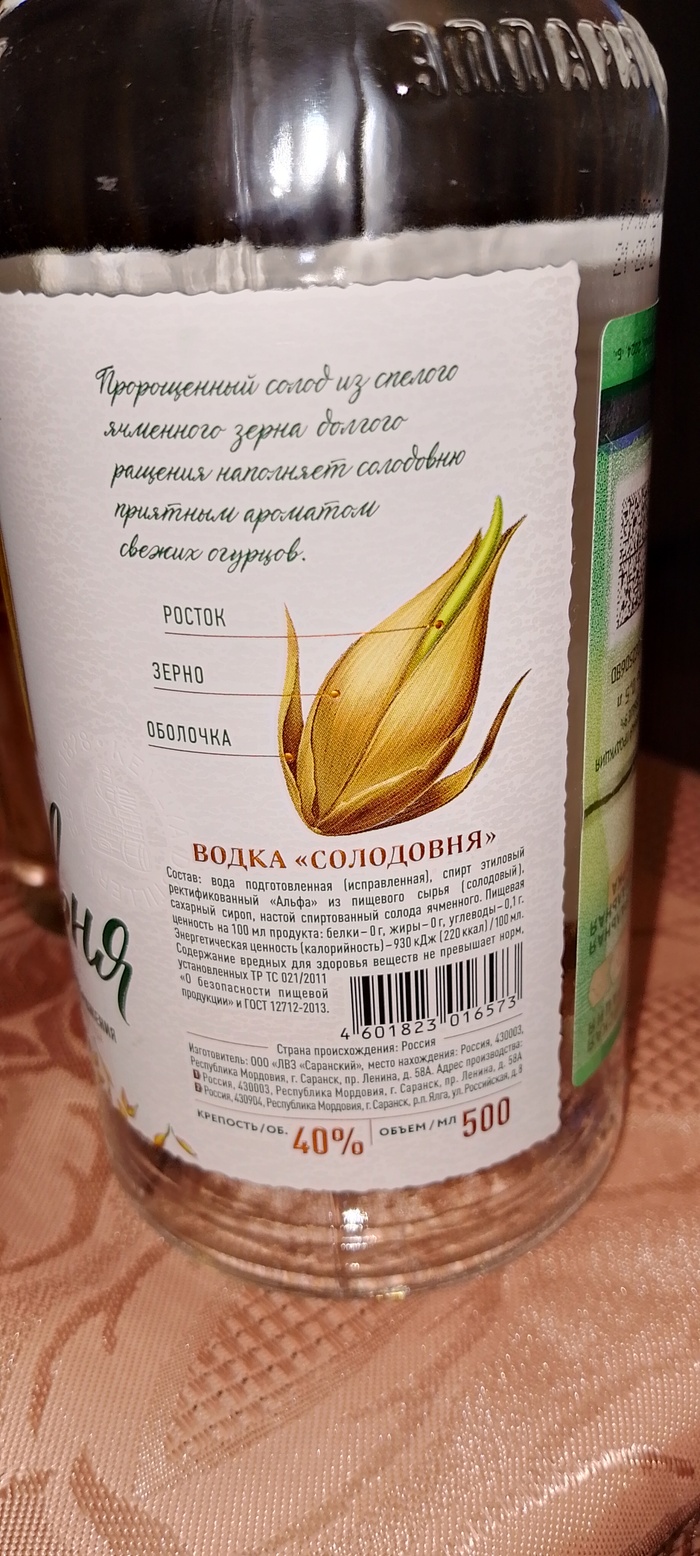 Пророщенный солод из спелого
ячменного зерна долгого
ращения наполняет солодовню
приятным ароматом
свежих огурцов.
РОСТОК
ЗЕРНО
ОБОЛОЧКА
ВОДКА «СОЛОДОВНЯ»
Состав: вода подготовленная (исправленная), спирт этиловый
ректификованный «Альфа» из пищевого сырья (солодовый),
сахарный сироп, настой спиртованный солода ячменного. Пищевая
ценность на 100 мл продукта: белки – 0 г, жиры – 0 г, углеводы – 0,1 г.
Энергетическая ценность (калорийность) – 930 кДж (220 ккал) / 100 мл.
Содержание вредных для здоровья веществ не превышает норм,
установленных ТР ТС 021/2011
«О безопасности пищевой
продукции» и ГОСТ 12712-2013.
4 601823 016573
Страна происхождения: Россия
Изготовитель: ООО «ЛВЗ «Саранский», место нахождения: Россия, 430003,
Республика Мордовия, г. Саранск, пр. Ленина, д. 58А. Адрес производства:
1 Россия, 430003, Республика Мордовия, г. Саранск, пр. Ленина, д. 58А
2 Россия, 430904, Республика Мордовия, г. Саранск, р.п. Ялга, ул. Российская, д. 8
КРЕПОСТЬ/ОБ. 40% ОБЪЕМ/МЛ 500